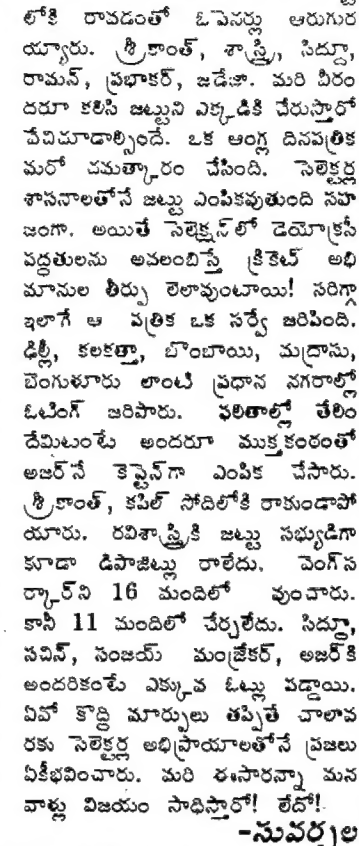 లోకి రావడంతో ఓపెనర్లు ఆరుగుర
య్యారు. శ్రీకాంత్, శాస్త్రి, సిద్దూ,
రామన్, ప్రభాకర్, జడేజా. మరి వీరం
దరూ కలిసి జట్టుని ఎక్కడికి చేరుస్తారో
వేచిచూడాల్సిందే. ఒక ఆంగ్ల దినపత్రిక
మరో చమత్కారం చేసింది. సెలెక్టర్ల
శాసనాలతోనే జట్టు ఎంపికవుతుంది సహ
జంగా. అయితే సెలెక్షన్‌లో డెయోక్రసీ
పద్ధతులను అవలంబిస్తే క్రికెట్ అభి
మానుల తీర్పు లెలావుంటాయి! సరిగ్గా
ఇలాగే ఆ పత్రిక ఒక సర్వే జరిపింది.
ఢిల్లీ, కలకత్తా, బొంబాయి, మద్రాసు,
బెంగుళూరు లాంటి ప్రధాన నగరాల్లో
ఓటింగ్ జరిపారు. ఫలితాల్లో తేలిం
దేమిటంటే అందరూ ముక్తకంఠంతో
అజర్‌నే కెప్టెన్‌గా ఎంపిక చేసారు.
శ్రీకాంత్, కపిల్ సోదిలోకి రాకుండాపో
యారు. రవిశాస్త్రికి జట్టు సభ్యుడిగా
కూడా డిపాజిట్లు రాలేదు. వెంగ్‌స
ర్కార్‌ని 16 మందిలో వుంచారు.
కానీ 11 మందిలో చేర్చలేదు. సిద్దూ,
సచిన్, సంజయ్ మంజ్రేకర్, అజర్‌కి
అందరికంటే ఎక్కువ ఓట్లు పడ్డాయి.
ఏవో కొద్ది మార్పులు తప్పితే చాలావ
రకు సెలెక్టర్ల అభిప్రాయాలతోనే ప్రజలు
ఏకీభవించారు. మరి ఈసారన్నా మన
వాళ్లు విజయం సాధిస్తారో! లేదో!
-సువర్చల